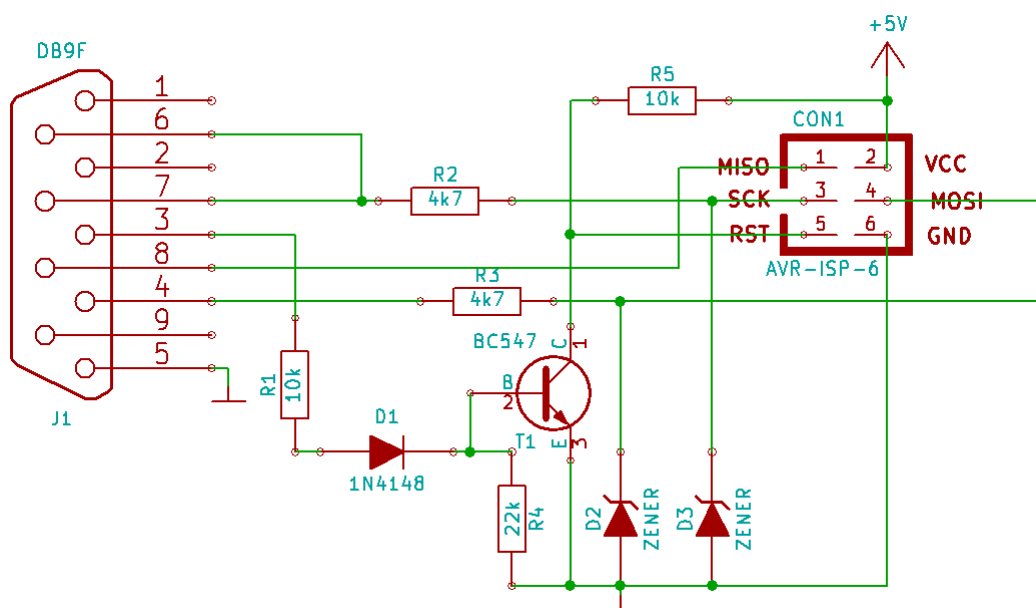 +5V
DB9F
R5
10k
1
6
2
7
3
8
4
9
5
J1
CON1
MISO 1 2 VCC
SCK 3 4 MOSI
RST 5 6 GND
AVR-ISP-6
R2
4k7
R3
4k7
BC547
C
1
B
2
E
3
T1
R1
10k
D1
1N4148
22k
R4
D2
ZENER
D3
ZENER